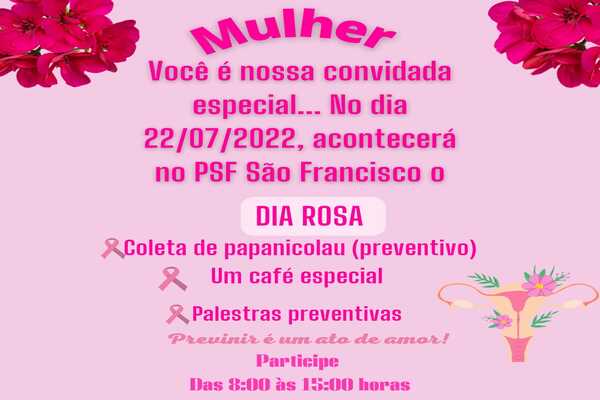 Mulher
Você é nossa convidada
especial... No dia
22/07/2022, acontecerá
no PSF São Francisco o
DIA ROSA
Coleta de papanicolau (preventivo)
Um café especial
Palestras preventivas
Previnir é um ato de amor!
Participe
Das 8:00 às 15:00 horas